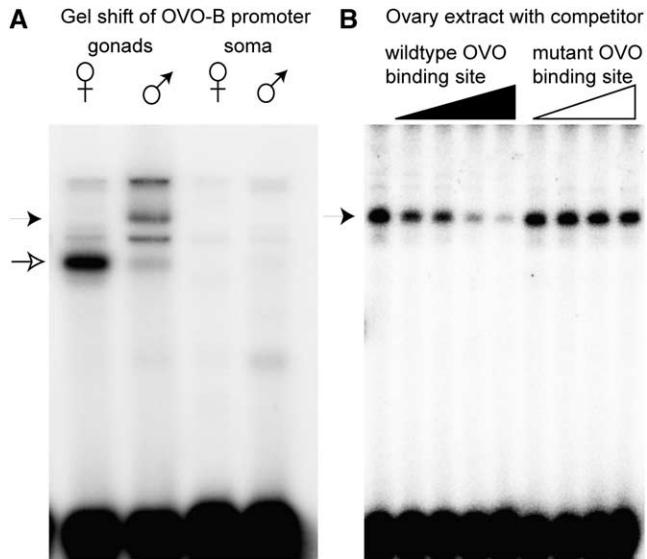 A
Gel shift of OVO-B promoter
gonads
soma
♀
♂
♀
♂
B
Ovary extract with competitor
wildtype OVO
binding site
mutant OVO
binding site